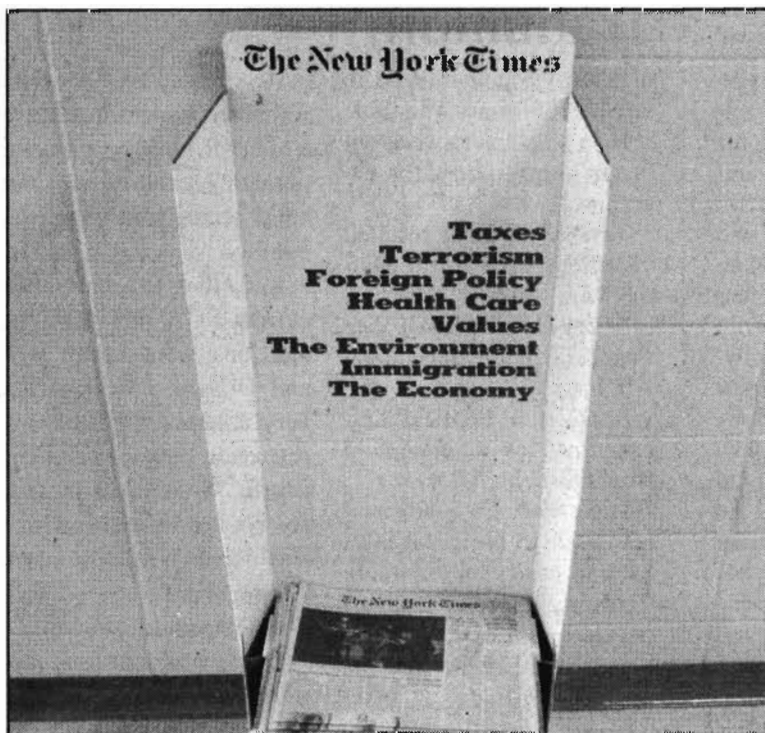 The New York Times
Taxes
Terrorism
Foreign Policy
Health Care
Values
The Environment
Immigration
The Economy
The New York Times